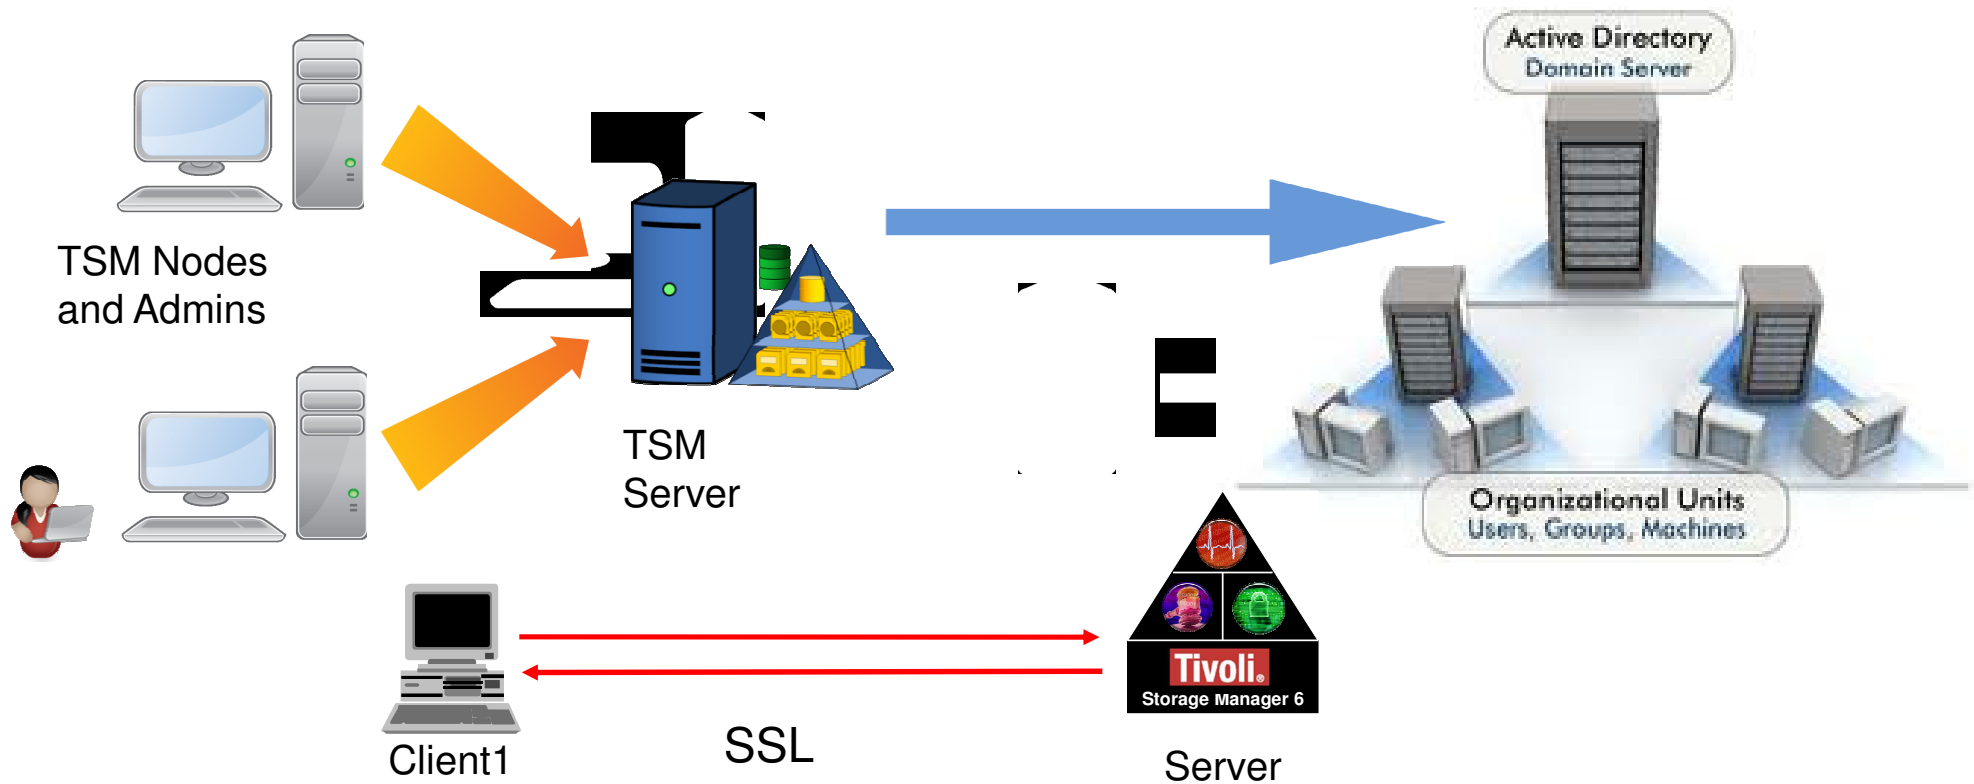 Active Directory
Domain Server
TSM Nodes
and Admins
TSM
Server
Organizational Units
Users, Groups, Machines
Tivoli®
Storage Manager 6
Client1
SSL
Server